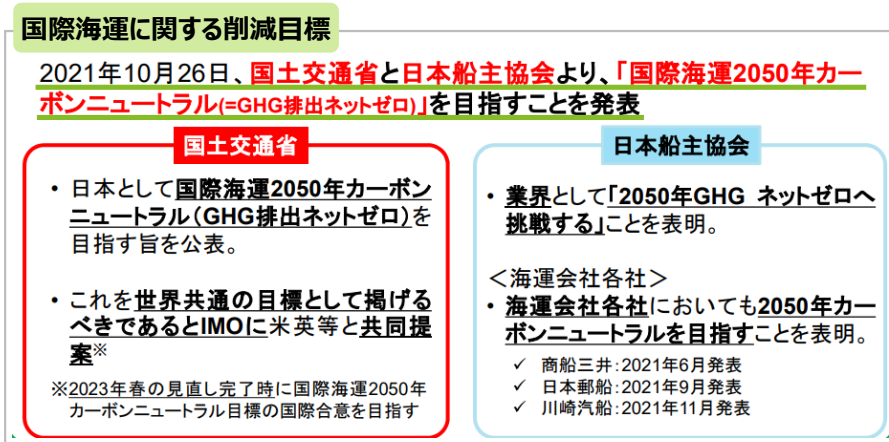 国際海運に関する削減目標
2021年10月26日、国土交通省と日本船主協会より、「国際海運2050年カー
ボンニュートラル(=GHG排出ネットゼロ)」を目指すことを発表
国土交通省
• 日本として国際海運2050年カーボン
ニュートラル（GHG排出ネットゼロ）を
目指す旨を公表。
• これを世界共通の目標として掲げる
べきであるとIMOに米英等と共同提
案※
※2023年春の見直し完了時に国際海運2050年
カーボンニュートラル目標の国際合意を目指す
日本船主協会
• 業界として「2050年GHG ネットゼロへ
挑戦する」ことを表明。
＜海運会社各社＞
• 海運会社各社においても2050年カー
ボンニュートラルを目指すことを表明。
✓ 商船三井：2021年6月発表
✓ 日本郵船：2021年9月発表
✓ 川崎汽船：2021年11月発表